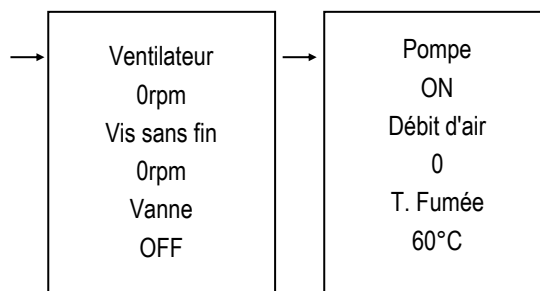 Ventilateur
0rpm
Vis sans fin
0rpm
Vanne
OFF
Pompe
ON
Débit d'air
0
T. Fumée
60°C